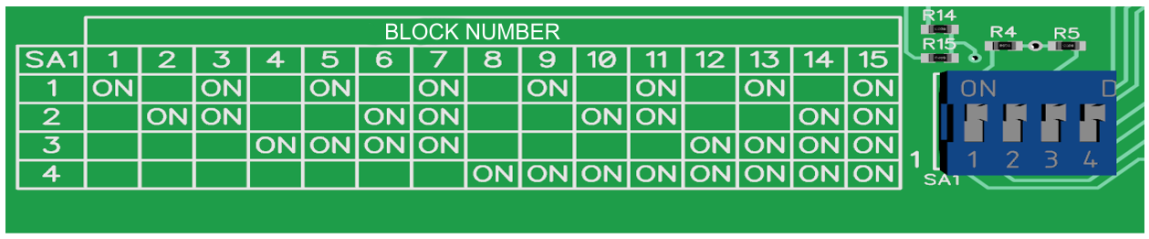 BLOCK NUMBER
SA1 1 2 3 4 5 6 7 8 9 10 11 12 13 14 15
1 ON ON ON ON ON ON ON ON
2 ON ON ON ON ON ON ON ON
3 ON ON ON ON ON ON ON ON
4 ON ON ON ON ON ON ON ON
R14
R15 R4 R5
ON D
1 2 3 4
1
SA1